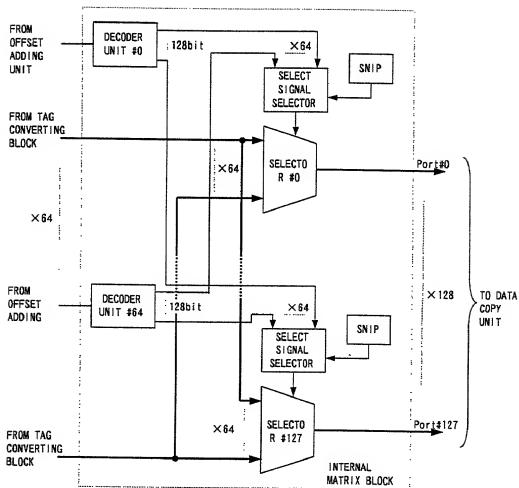 FROM
OFFSET
ADDING
UNIT
DECODER
UNIT #0
128bit
×64
SELECT
SIGNAL
SELECTOR
SNIP
FROM TAG
CONVERTING
BLOCK
×64
SELECTO
R #0
Port#0
×64
×128
TO DATA
COPY
UNIT
FROM
OFFSET
ADDING
DECODER
UNIT #64
128bit
×64
SELECT
SIGNAL
SELECTOR
SNIP
×64
SELECTO
R #127
Port#127
FROM TAG
CONVERTING
BLOCK
INTERNAL
MATRIX BLOCK